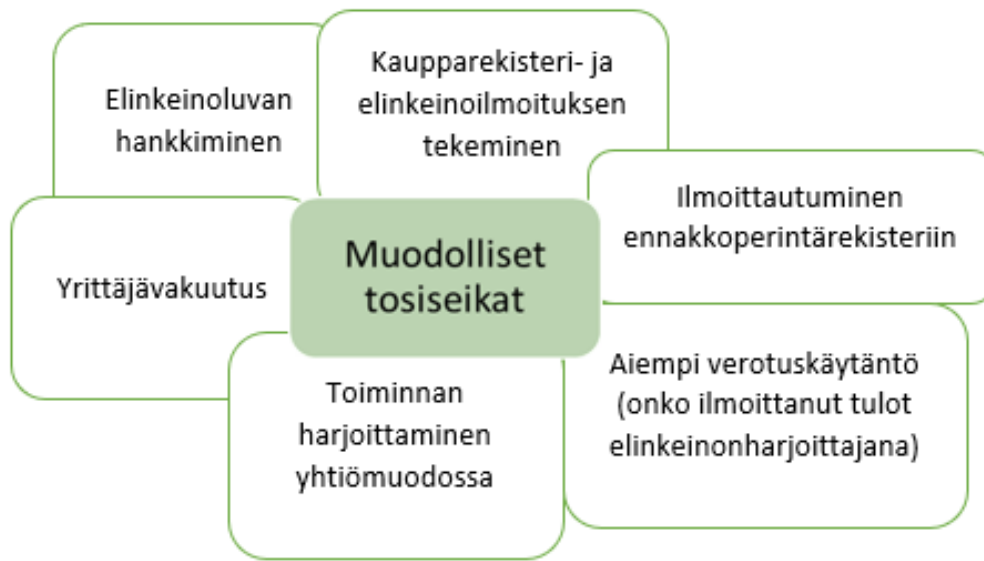 Elinkeinoluvan
hankkiminen
Kaupparekisteri- ja
elinkeinoilmoituksen
tekeminen
Ilmoittautuminen
ennakkoperintärekisteriin
Yrittäjävakuutus
Muodolliset
tosiseikat
Toiminnan
harjoittaminen
yhtiömuodossa
Aiempi verotuskäytäntö
(onko ilmoittanut tulot
elinkeinonharjoittajana)